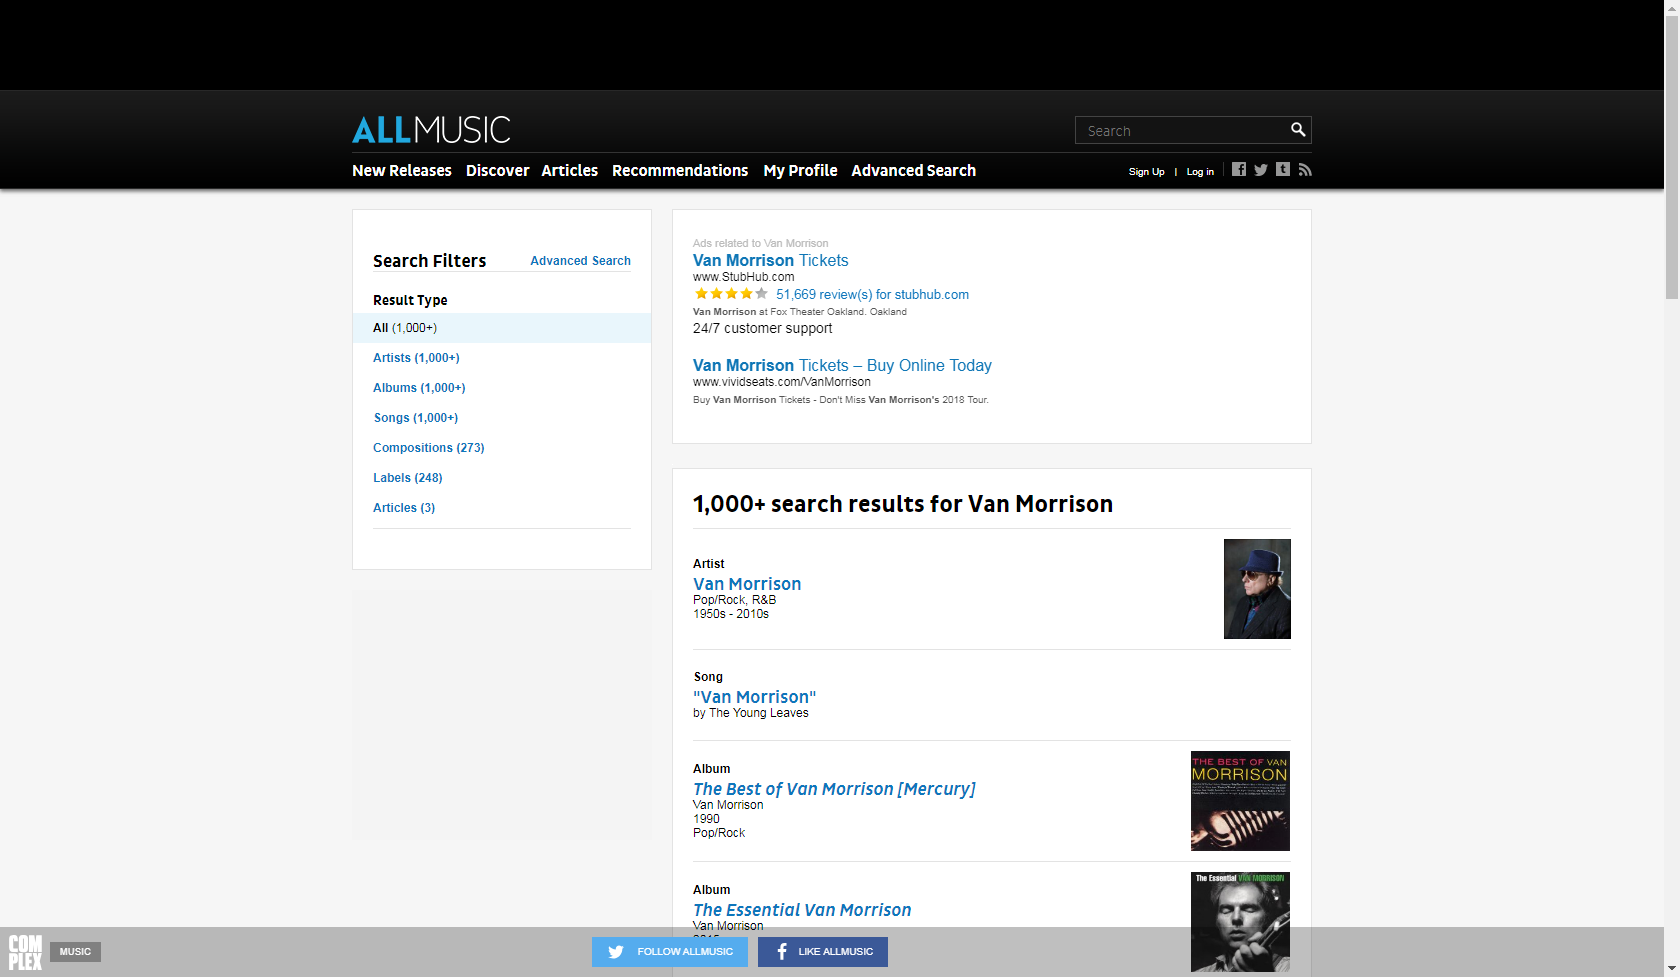 ALLMUSIC
Search
New Releases Discover Articles Recommendations My Profile Advanced Search
Sign Up | Log in
Search Filters Advanced Search
Result Type
All (1,000+)
Artists (1,000+)
Albums (1,000+)
Songs (1,000+)
Compositions (273)
Labels (248)
Articles (3)
Ads related to Van Morrison
Van Morrison Tickets
www.StubHub.com
51,669 review(s) for stubhub.com
Van Morrison at Fox Theater Oakland. Oakland
24/7 customer support
Van Morrison Tickets – Buy Online Today
www.vividseats.com/VanMorrison
Buy Van Morrison Tickets - Don't Miss Van Morrison's 2018 Tour.
1,000+ search results for Van Morrison
Artist
Van Morrison
Pop/Rock, R&B
1950s - 2010s
Song
"Van Morrison"
by The Young Leaves
Album
The Best of Van Morrison [Mercury]
Van Morrison
1990
Pop/Rock
THE BEST OF VAN
MORRISON
Album
The Essential Van Morrison
Van Morrison
The Essential VAN MORRISON
COMPLEX
MUSIC
FOLLOW ALLMUSIC
LIKE ALLMUSIC